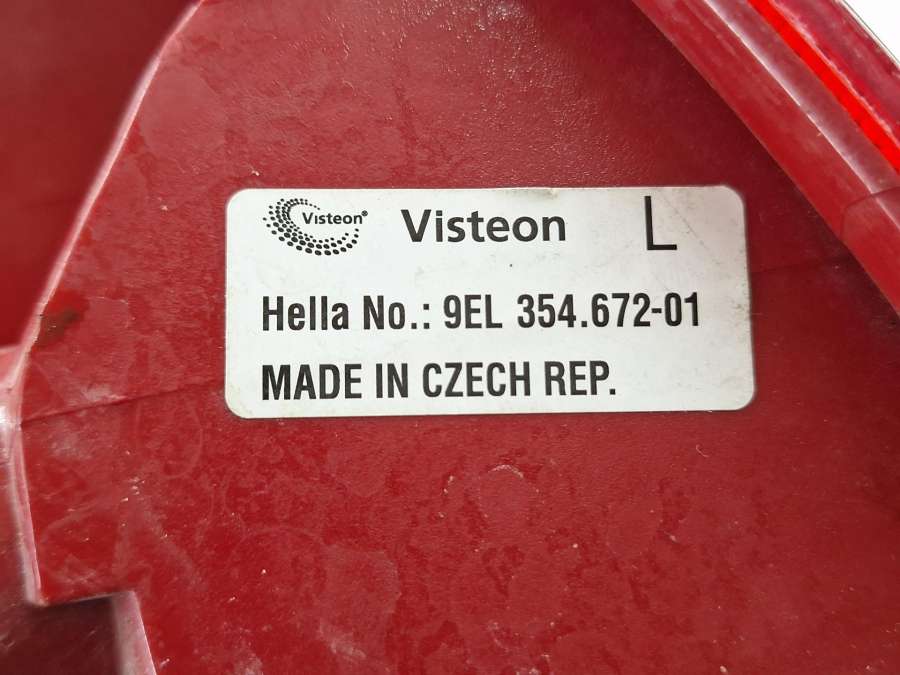 Visteon® Visteon L
Hella No.: 9EL 354.672-01
MADE IN CZECH REP.